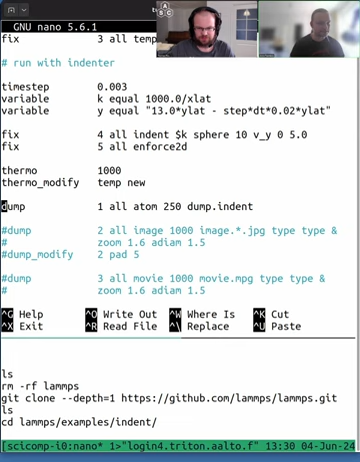 GNU nano 5.6.1
fix 3 all temp
# run with indenter
timestep 0.003
variable k equal 1000.0/xlat
variable y equal "13.0*ylat - step*dt*0.02*ylat"
fix 4 all indent $k sphere 10 v_y 0 5.0
fix 5 all enforce2d
thermo 1000
thermo_modify temp new
dump 1 all atom 250 dump.indent
#dump 2 all image 1000 image.*.jpg type type &
# zoom 1.6 adiam 1.5
#dump_modify 2 pad 5
#dump 3 all movie 1000 movie.mpg type type &
# zoom 1.6 adiam 1.5
^G Help ^O Write Out ^W Where Is ^K Cut
^X Exit ^R Read File ^\ Replace ^U Paste
ls
rm -rf lammps
git clone --depth=1 https://github.com/lammps/lammps.git
ls
cd lammps/examples/indent/
[scicomp-i0:nano* 1>"login4.triton.aalto.f" 13:30 04-Jun-24